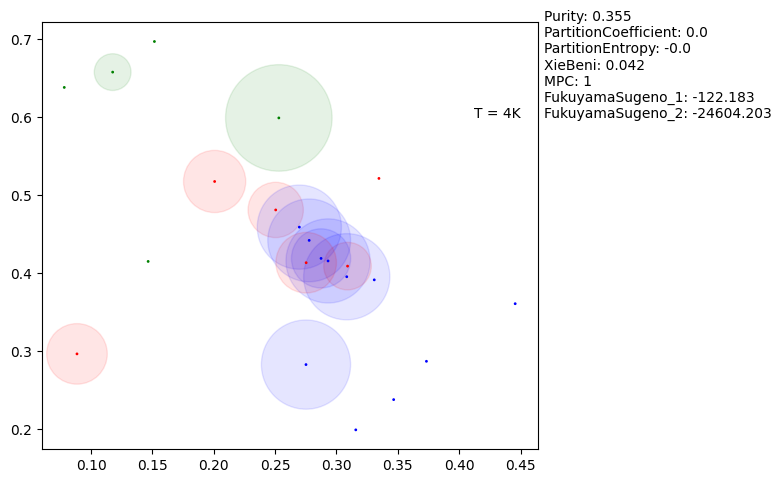 Purity: 0.355
PartitionCoefficient: 0.0
PartitionEntropy: -0.0
XieBeni: 0.042
MPC: 1
FukuyamaSugeno_1: -122.183
FukuyamaSugeno_2: -24604.203
T = 4K
0.7
0.6
0.5
0.4
0.3
0.2
0.10 0.15 0.20 0.25 0.30 0.35 0.40 0.45